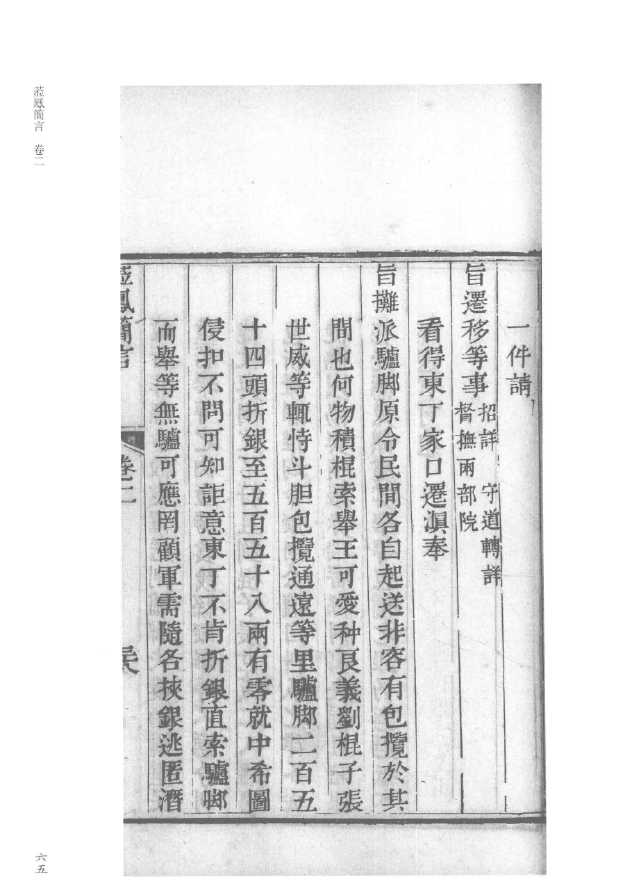 一件請
旨遷移等事 招詳 守道轉詳
督撫兩部院
看得東丁家口遷滇奉
旨攤派驢脚原令民間各自起送非容有包攬於其
間也何物積棍索舉王可愛种良義劉棍子張
世威等輒恃斗胆包攬通遠等里驢脚二百五
十四頭折銀至五百五十八兩有零就中希圖
侵扣不問可知詎意東丁不肯折銀直索驢脚
而舉等無驢可應罔顧軍需隨各挾銀逃匿潛
蒞鳳簡言
卷二
蒞鳳簡言 卷二
六五